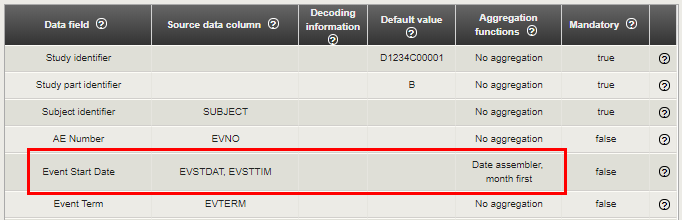 Data field ? Source data column ? Decoding information ? Default value ? Aggregation functions ? Mandatory ?
Study identifier D1234C00001 No aggregation true ?
Study part identifier B No aggregation true ?
Subject identifier SUBJECT No aggregation true ?
AE Number EVNO No aggregation false ?
Event Start Date EVSTDAT, EVSTTIM Date assembler, month first false ?
Event Term EVTERM No aggregation false ?